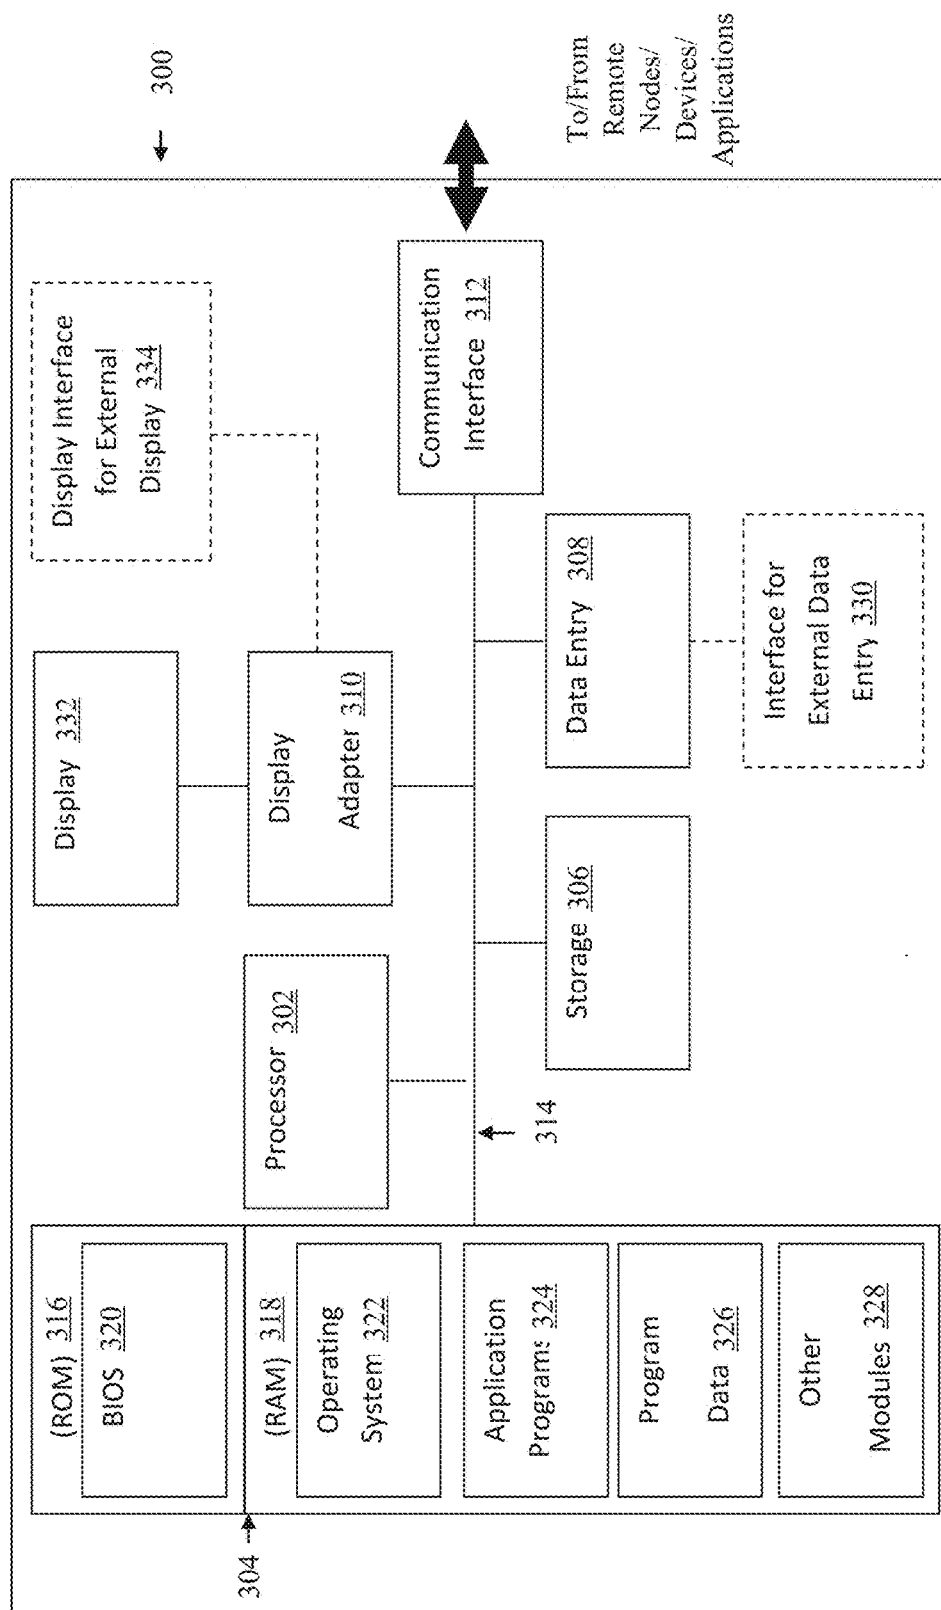 300
To/From
Remote
Nodes/
Devices/
Applications
(ROM) 316
BIOS 320
304
(RAM) 318
Operating
System 322
Application
Programs 324
Program
Data 326
Other
Modules 328
Processor 302
314
Display 332
Display
Adapter 310
Display Interface
for External
Display 334
Storage 306
Data Entry 308
Interface for
External Data
Entry 330
Communication
Interface 312